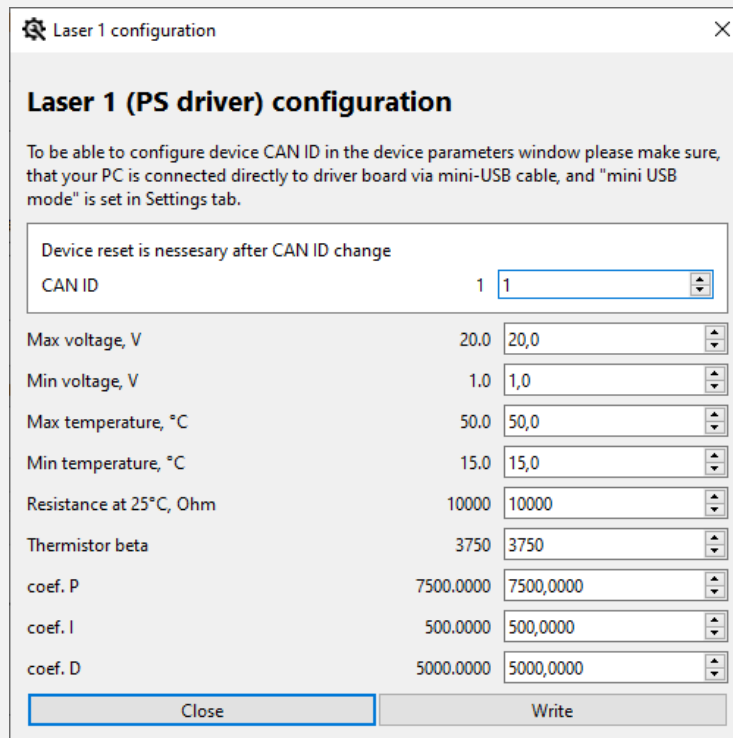 Laser 1 configuration
Laser 1 (PS driver) configuration
To be able to configure device CAN ID in the device parameters window please make sure,
that your PC is connected directly to driver board via mini-USB cable, and "mini USB
mode" is set in Settings tab.
Device reset is nessesary after CAN ID change
CAN ID 1 1
Max voltage, V 20.0 20,0
Min voltage, V 1.0 1,0
Max temperature, °C 50.0 50,0
Min temperature, °C 15.0 15,0
Resistance at 25°C, Ohm 10000 10000
Thermistor beta 3750 3750
coef. P 7500.0000 7500,0000
coef. I 500.0000 500,0000
coef. D 5000.0000 5000,0000
Close Write